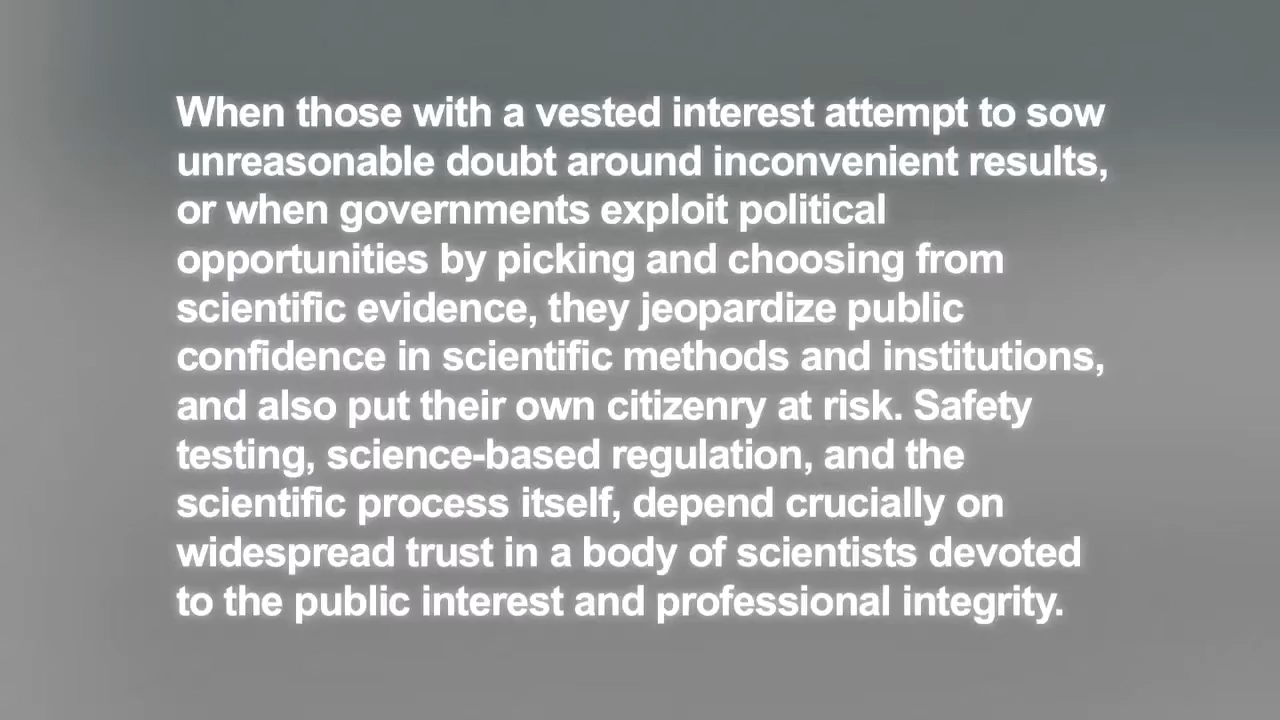 When those with a vested interest attempt to sow
unreasonable doubt around inconvenient results,
or when governments exploit political
opportunities by picking and choosing from
scientific evidence, they jeopardize public
confidence in scientific methods and institutions,
and also put their own citizenry at risk. Safety
testing, science-based regulation, and the
scientific process itself, depend crucially on
widespread trust in a body of scientists devoted
to the public interest and professional integrity.